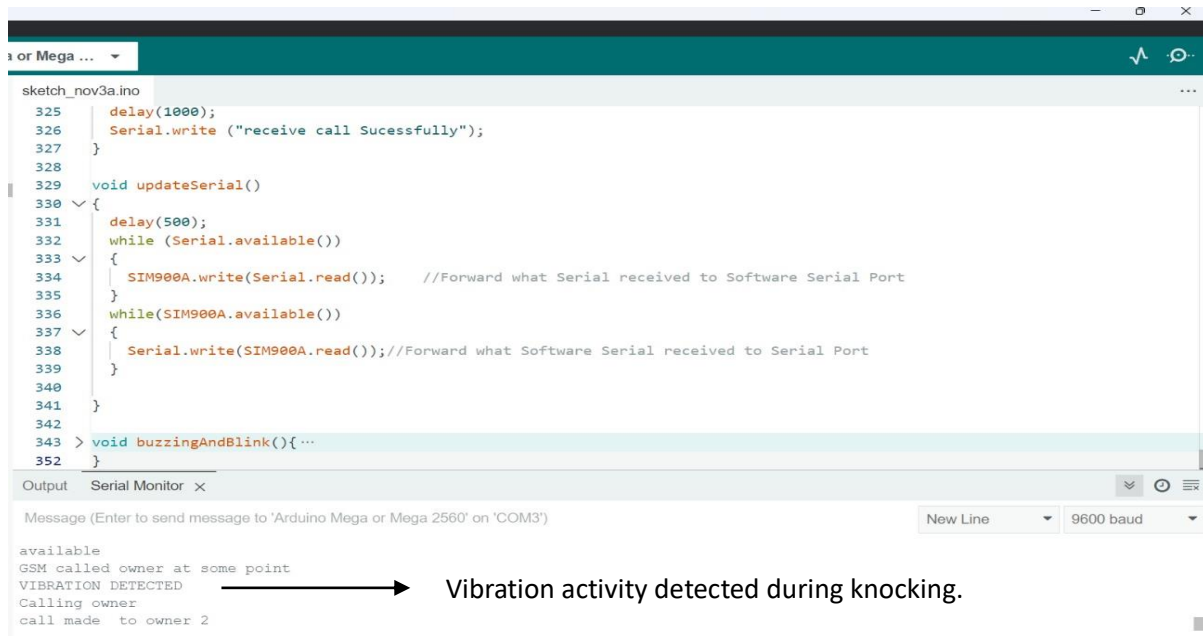 a or Mega ...
sketch_nov3a.ino
...
325 delay(1000);
326 Serial.write ("receive call Sucessfully");
327 }
328
329 void updateSerial()
330 {
331 delay(500);
332 while (Serial.available())
333 {
334 SIM900A.write(Serial.read()); //Forward what Serial received to Software Serial Port
335 }
336 while(SIM900A.available())
337 {
338 Serial.write(SIM900A.read());//Forward what Software Serial received to Serial Port
339 }
340
341 }
342
343 > void buzzingAndBlink(){ ...
352 }
Output Serial Monitor ×
Message (Enter to send message to 'Arduino Mega or Mega 2560' on 'COM3') New Line 9600 baud
available
GSM called owner at some point
VIBRATION DETECTED Vibration activity detected during knocking.
Calling owner
call made to owner 2